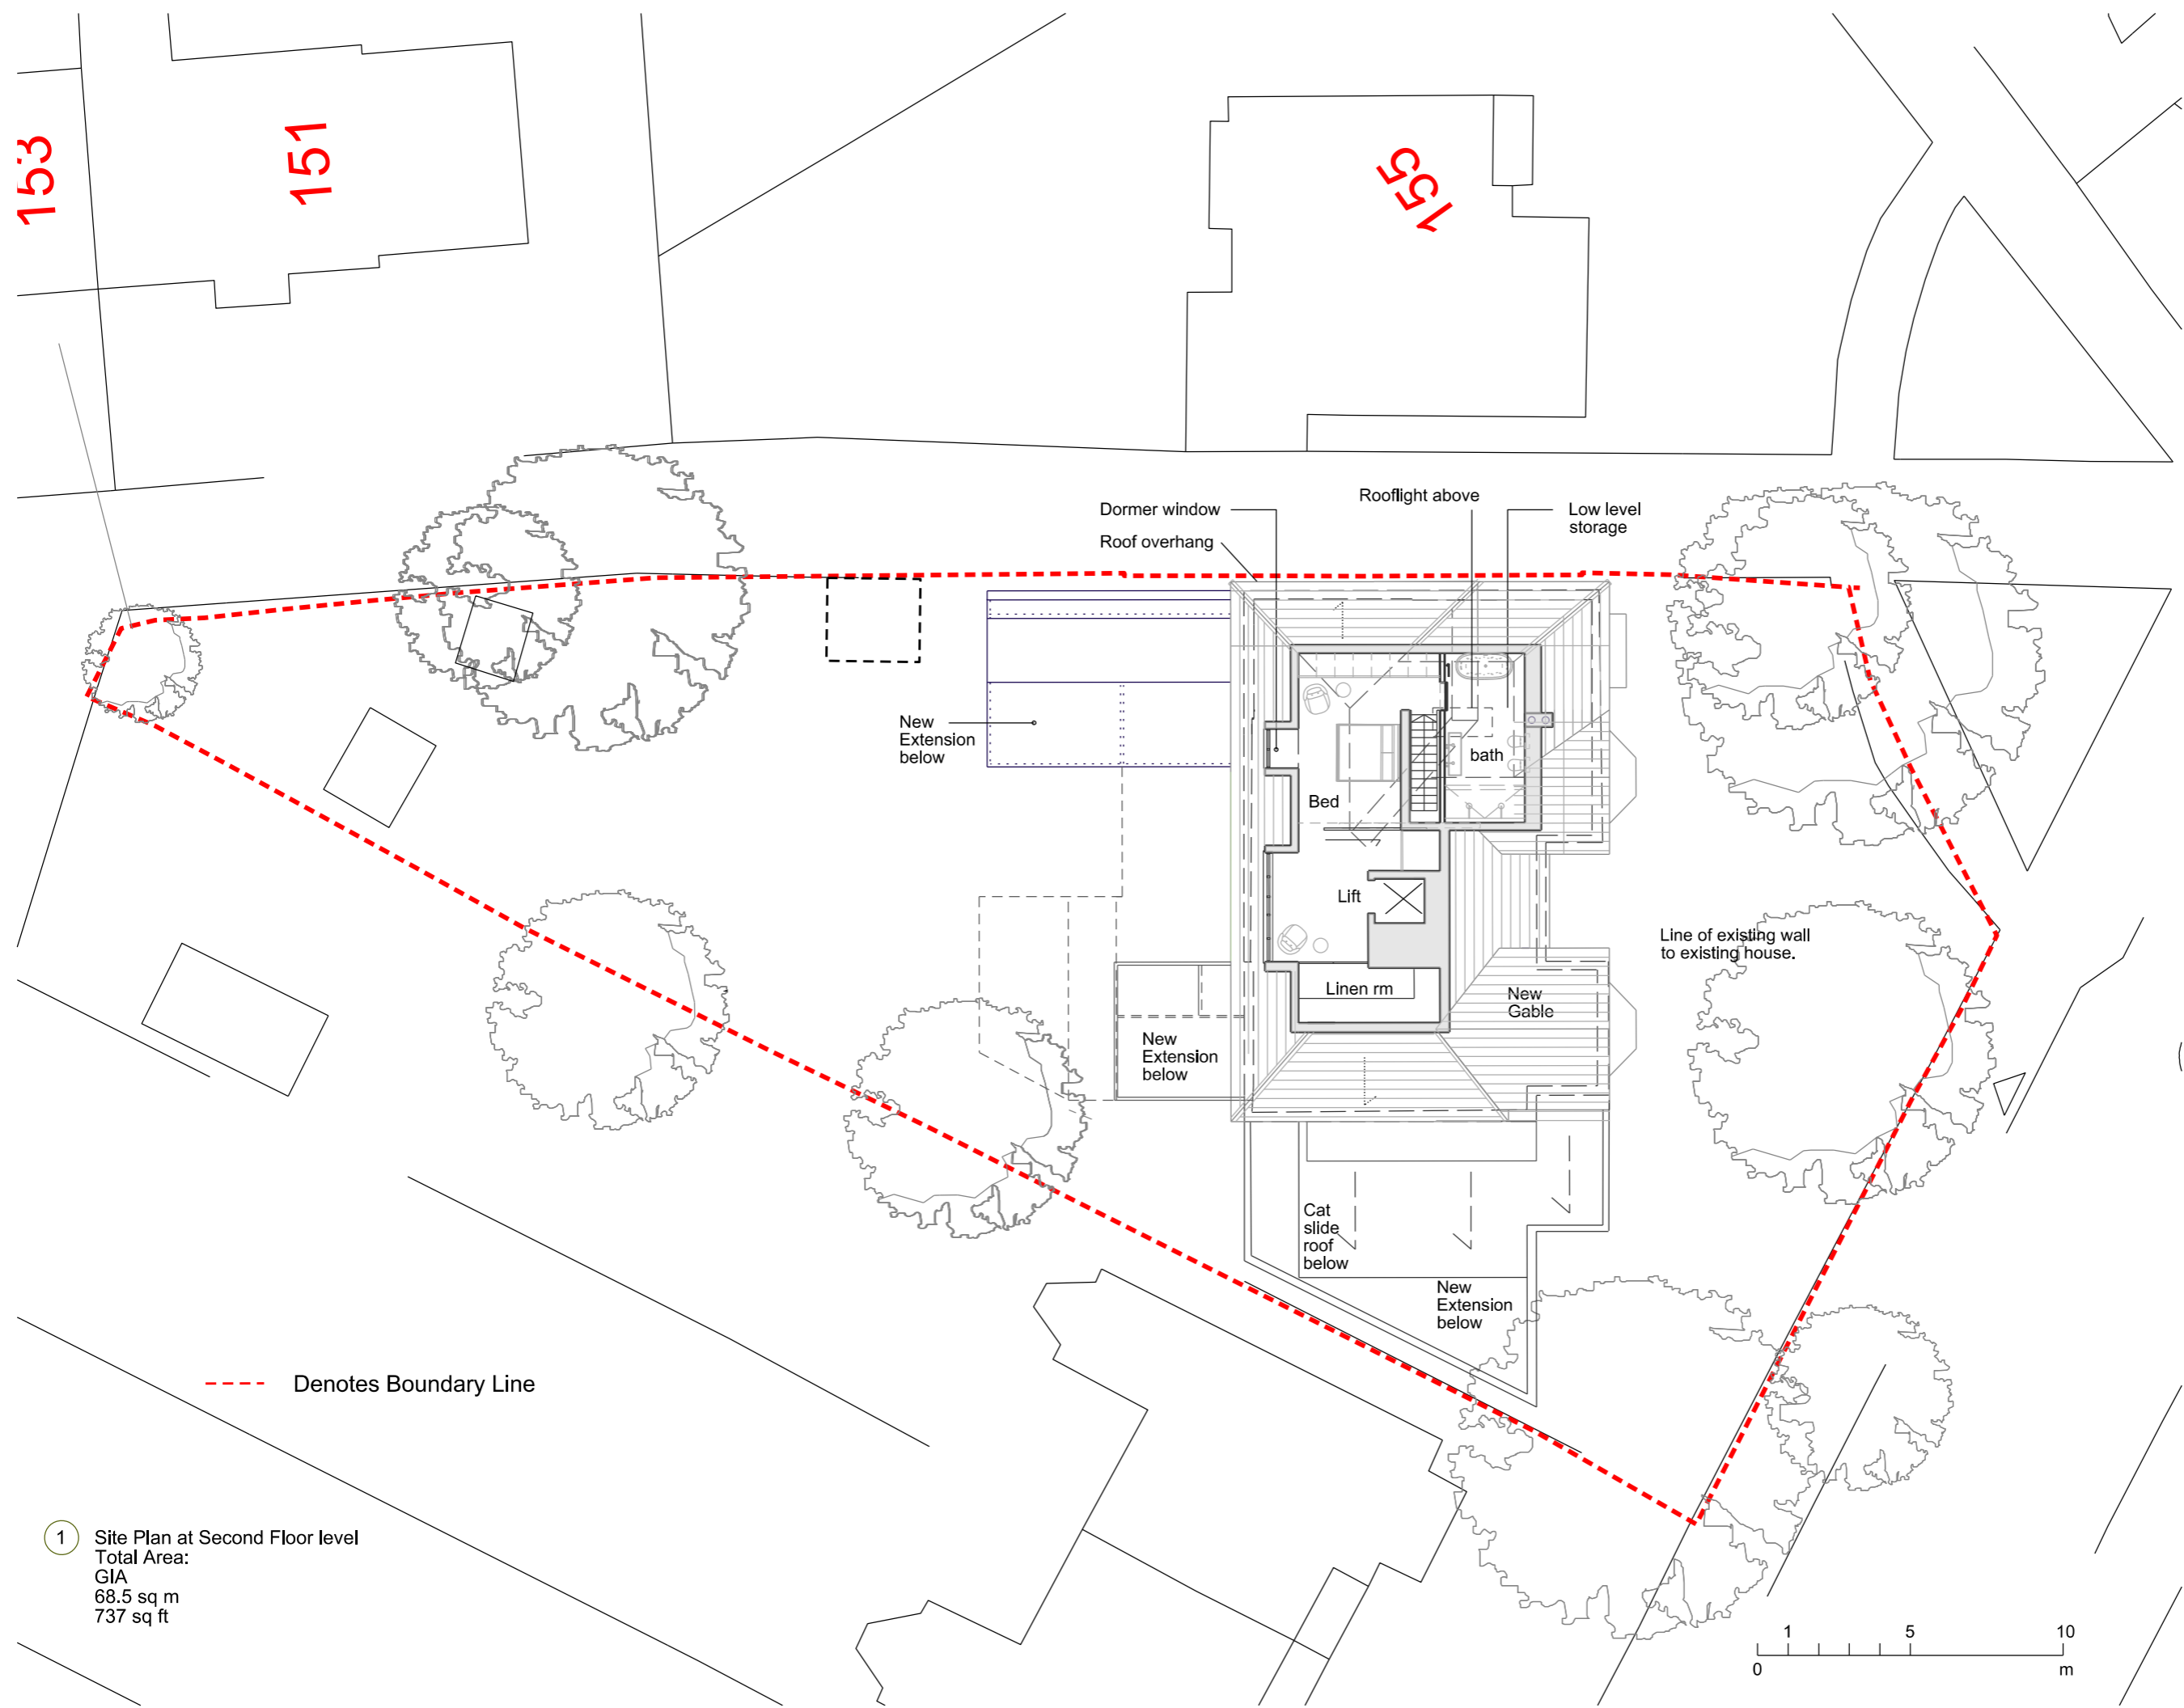 153
151
155
Dormer window
Roof overhang
Rooflight above
Low level
storage
New
Extension
below
bath
Bed
Lift
Linen rm
Line of existing wall
to existing house.
New
Gable
New
Extension
below
Cat
slide
roof
below
New
Extension
below
Denotes Boundary Line
1
Site Plan at Second Floor level
Total Area:
GIA
68.5 sq m
737 sq ft
1
5
10
0
m